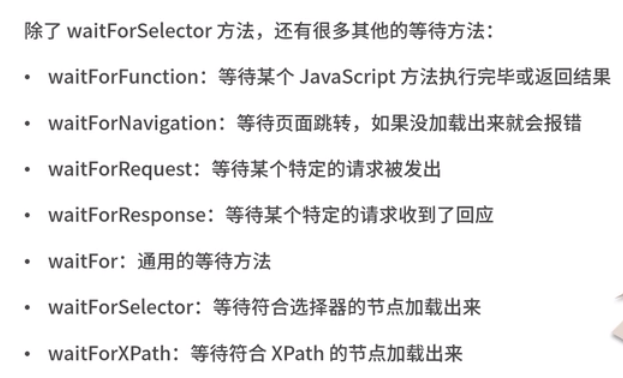 除了 waitForSelector 方法，还有很多其他的等待方法：
• waitForFunction：等待某个 JavaScript 方法执行完毕或返回结果
• waitForNavigation：等待页面跳转，如果没加载出来就会报错
• waitForRequest：等待某个特定的请求被发出
• waitForResponse：等待某个特定的请求收到了回应
• waitFor：通用的等待方法
• waitForSelector：等待符合选择器的节点加载出来
• waitForXPath：等待符合 XPath 的节点加载出来